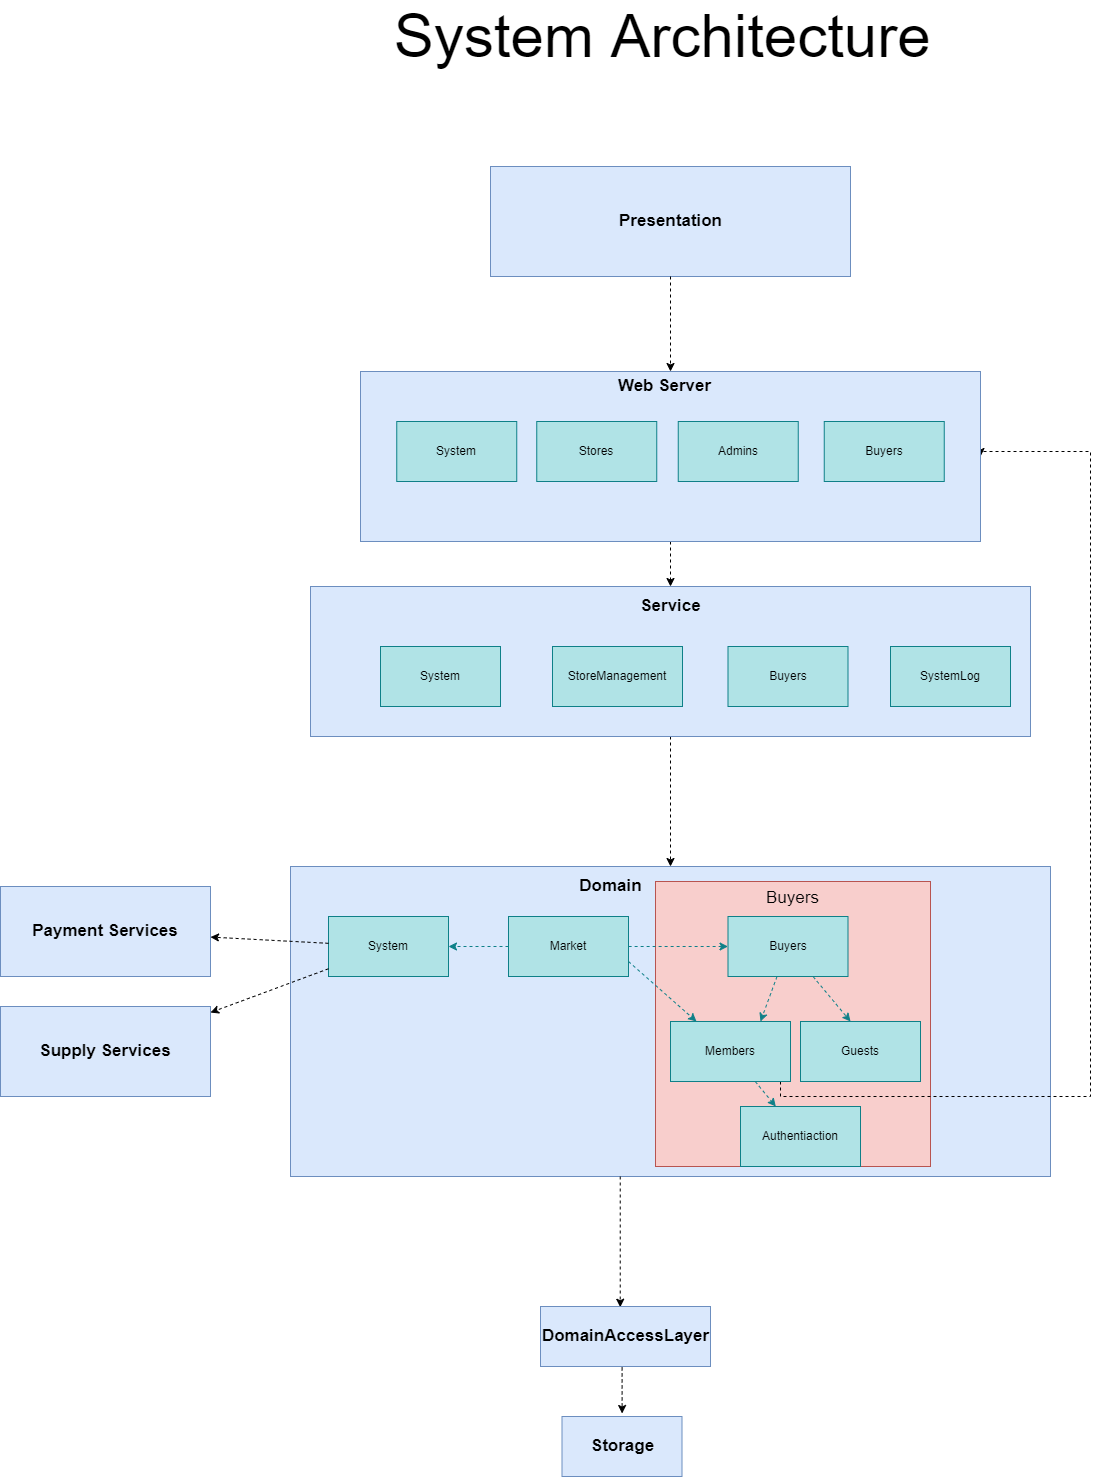 System Architecture
Presentation
Web Server
System
Stores
Admins
Buyers
Service
System
StoreManagement
Buyers
SystemLog
Domain
Buyers
Payment Services
System
Market
Buyers
Supply Services
Members
Guests
Authentiaction
DomainAccessLayer
Storage